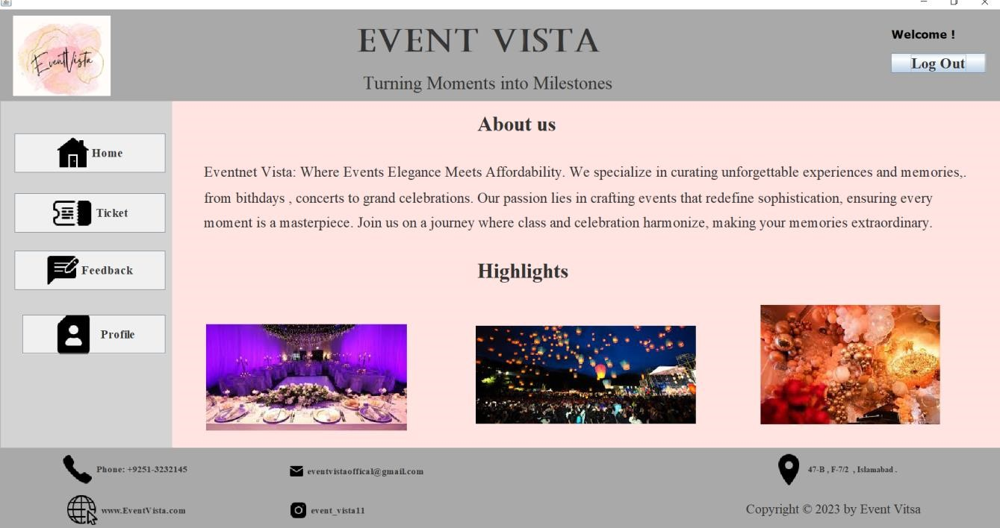 EventVista
EVENT VISTA
Turning Moments into Milestones
Welcome !
Log Out
Home
Ticket
Feedback
Profile
About us
Eventnet Vista: Where Events Elegance Meets Affordability. We specialize in curating unforgettable experiences and memories,.
from bithdays , concerts to grand celebrations. Our passion lies in crafting events that redefine sophistication, ensuring every
moment is a masterpiece. Join us on a journey where class and celebration harmonize, making your memories extraordinary.
Highlights
Phone: +9251-3232145
eventvistaoffical@gmail.com
47-B , F-7/2 , Islamabad .
www.EventVista.com
event_vista11
Copyright © 2023 by Event Vitsa